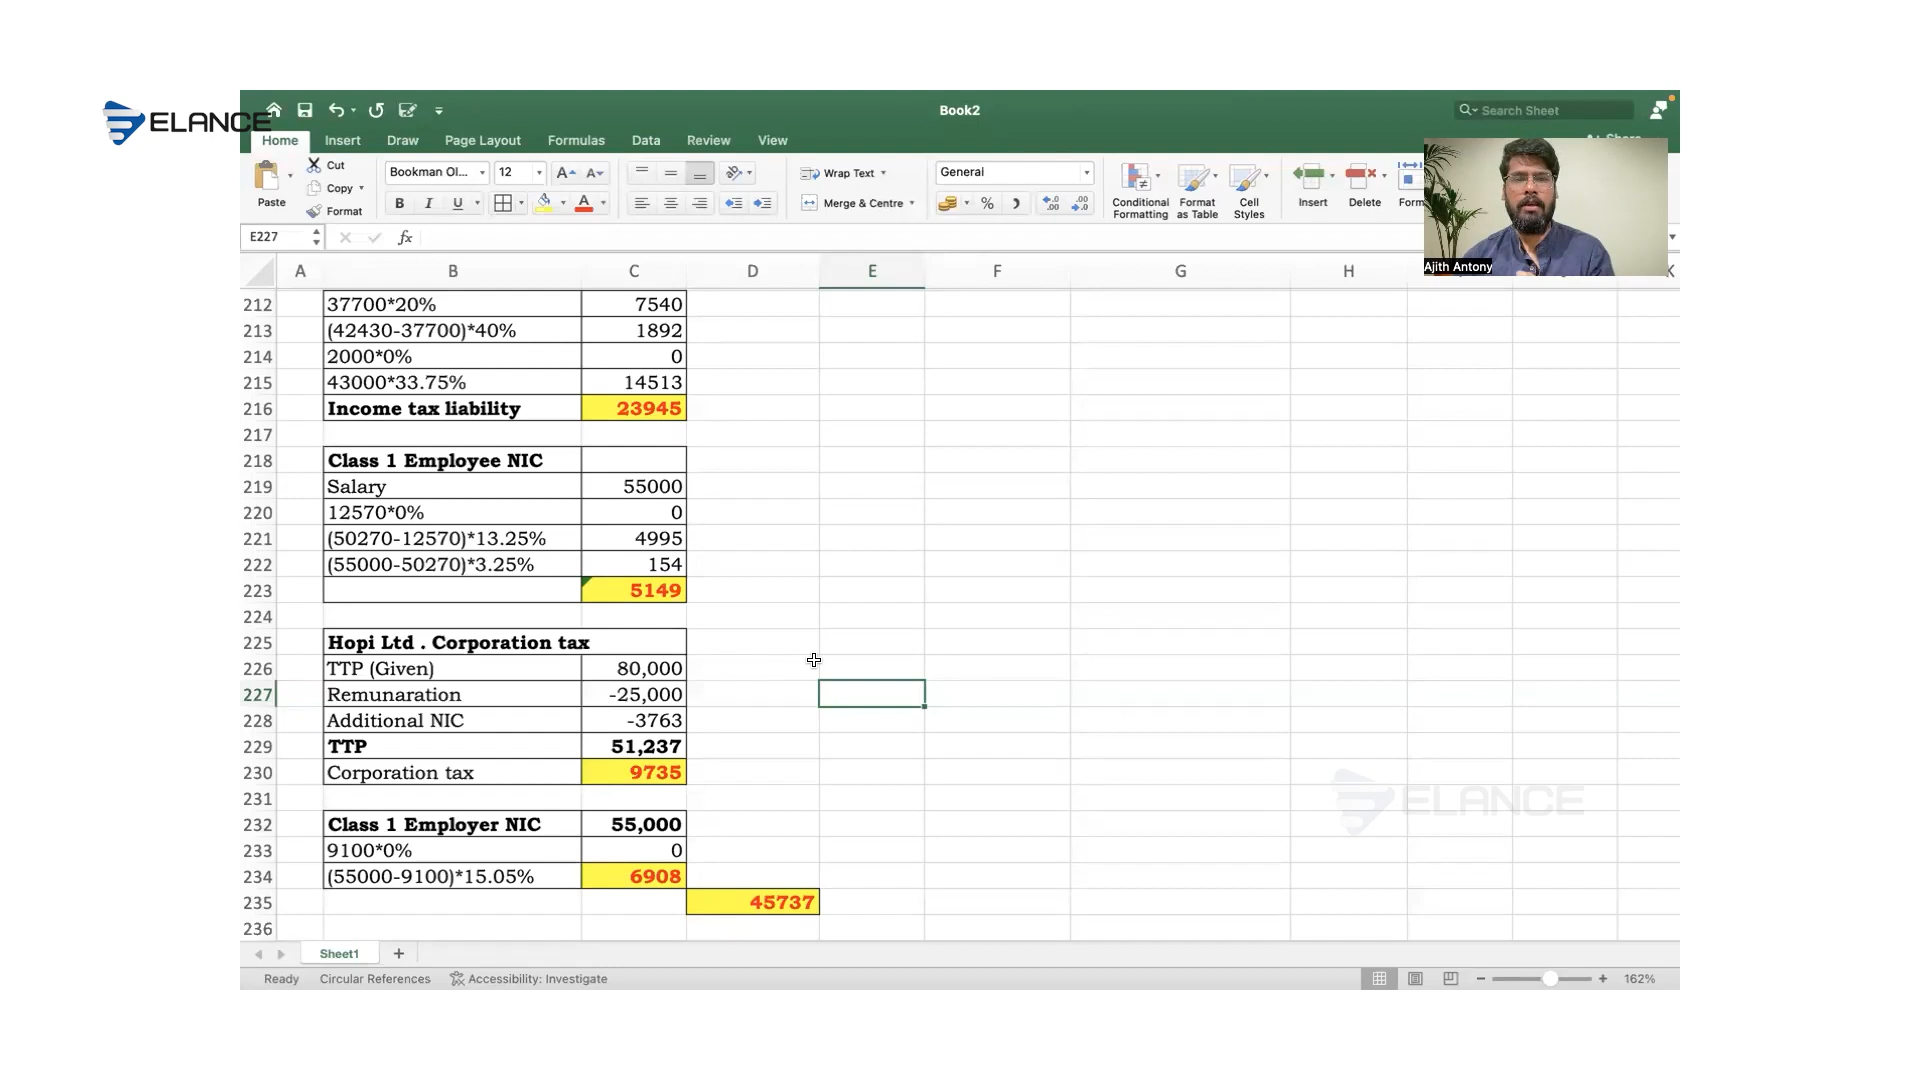 ELANCE
Book2
Search Sheet
Home Insert Draw Page Layout Formulas Data Review View
Paste
Cut
Copy
Format
Bookman Ol... 12
B I U
Wrap Text
Merge & Centre
General
Conditional Formatting
Format as Table
Cell Styles
Insert
Delete
Ajith Antony
E227 fx
A B C D E F G H K
212 37700*20% 7540
213 (42430-37700)*40% 1892
214 2000*0% 0
215 43000*33.75% 14513
216 Income tax liability 23945
217
218 Class 1 Employee NIC
219 Salary 55000
220 12570*0% 0
221 (50270-12570)*13.25% 4995
222 (55000-50270)*3.25% 154
223 5149
224
225 Hopi Ltd . Corporation tax
226 TTP (Given) 80,000
227 Remunaration -25,000
228 Additional NIC -3763
229 TTP 51,237
230 Corporation tax 9735
231
232 Class 1 Employer NIC 55,000
233 9100*0% 0
234 (55000-9100)*15.05% 6908
235 45737
236
ELANCE
Sheet1 +
Ready Circular References Accessibility: Investigate 162%